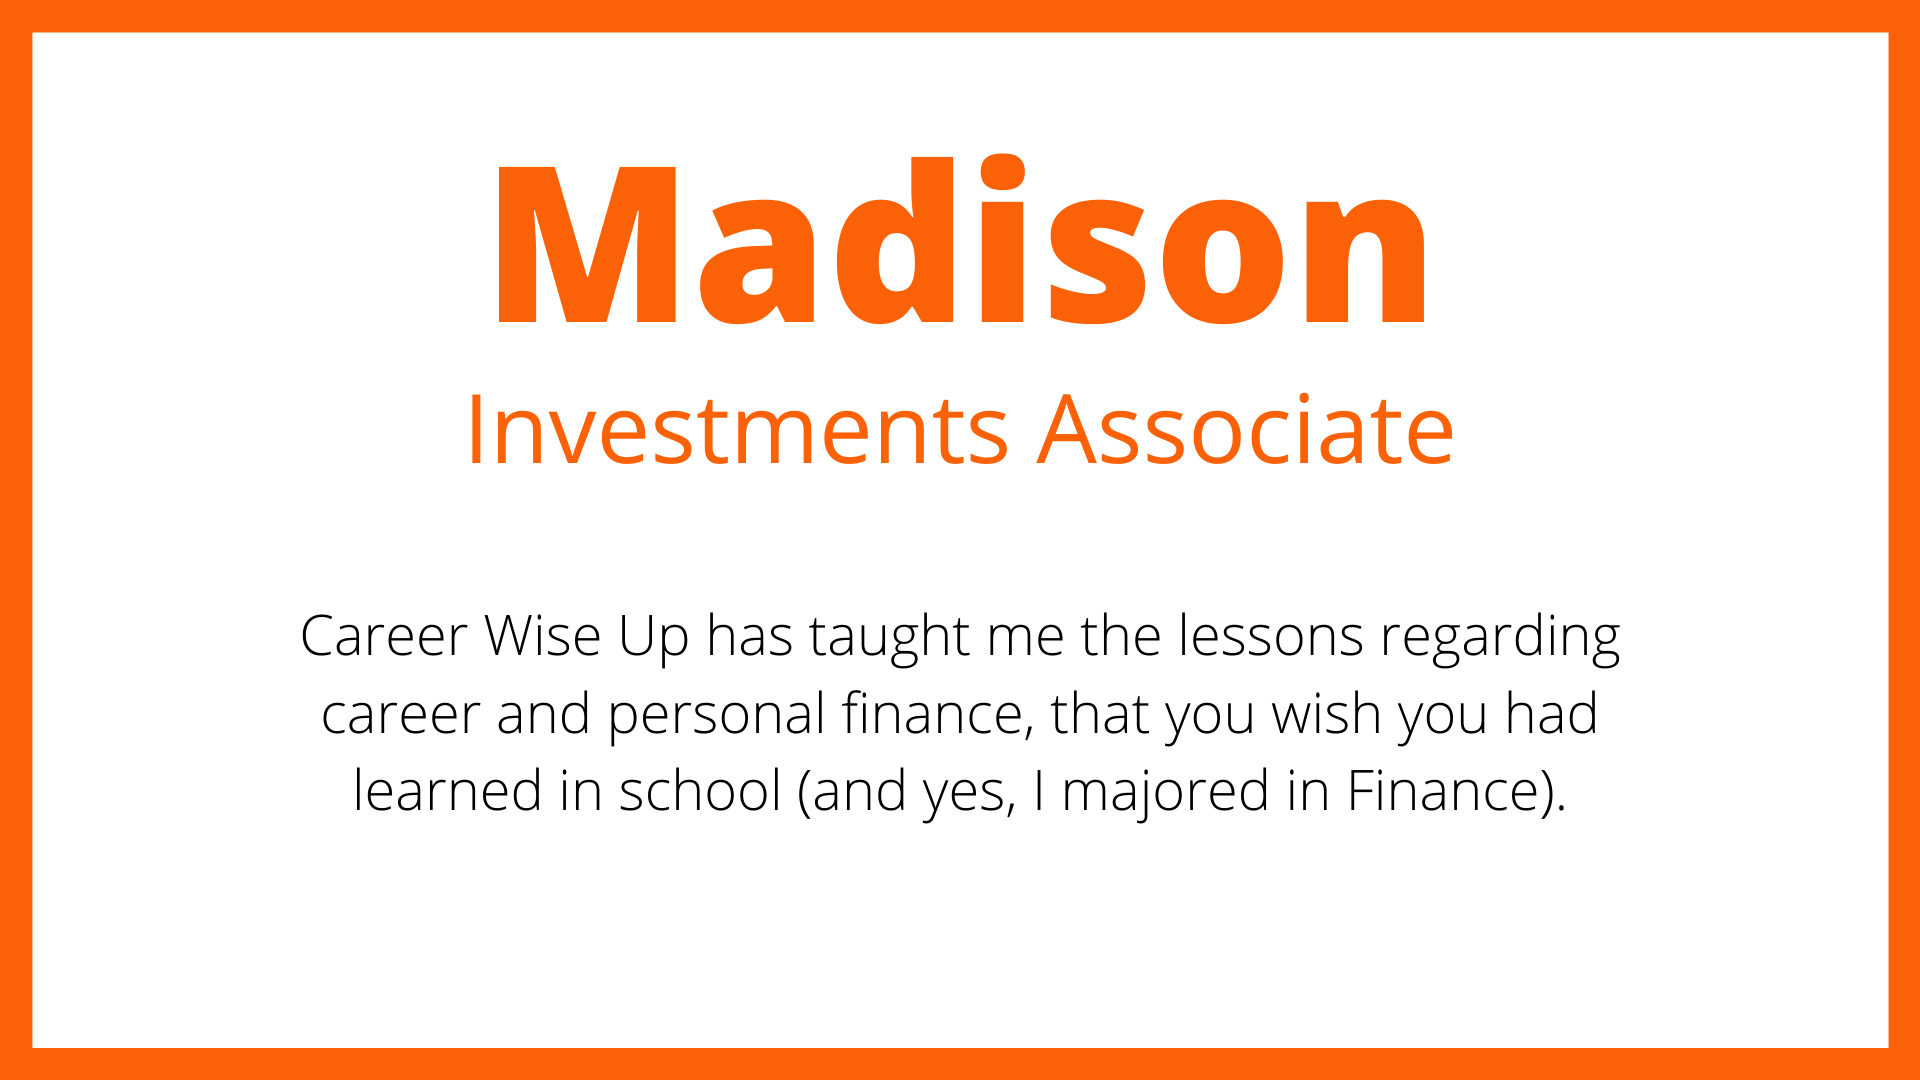 Madison
Investments Associate
Career Wise Up has taught me the lessons regarding
career and personal finance, that you wish you had
learned in school (and yes, I majored in Finance).